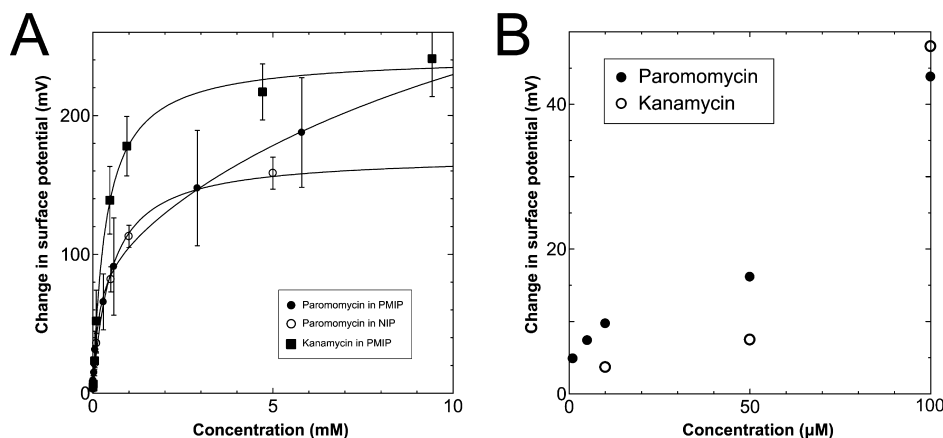 A
Change in surface potential (mV)
200
100
0
0
5
10
Concentration (mM)
Paromomycin in PMIP
Paromomycin in NIP
Kanamycin in PMIP
B
Change in surface potential (mV)
40
20
0
0
50
100
Concentration (µM)
Paromomycin
Kanamycin